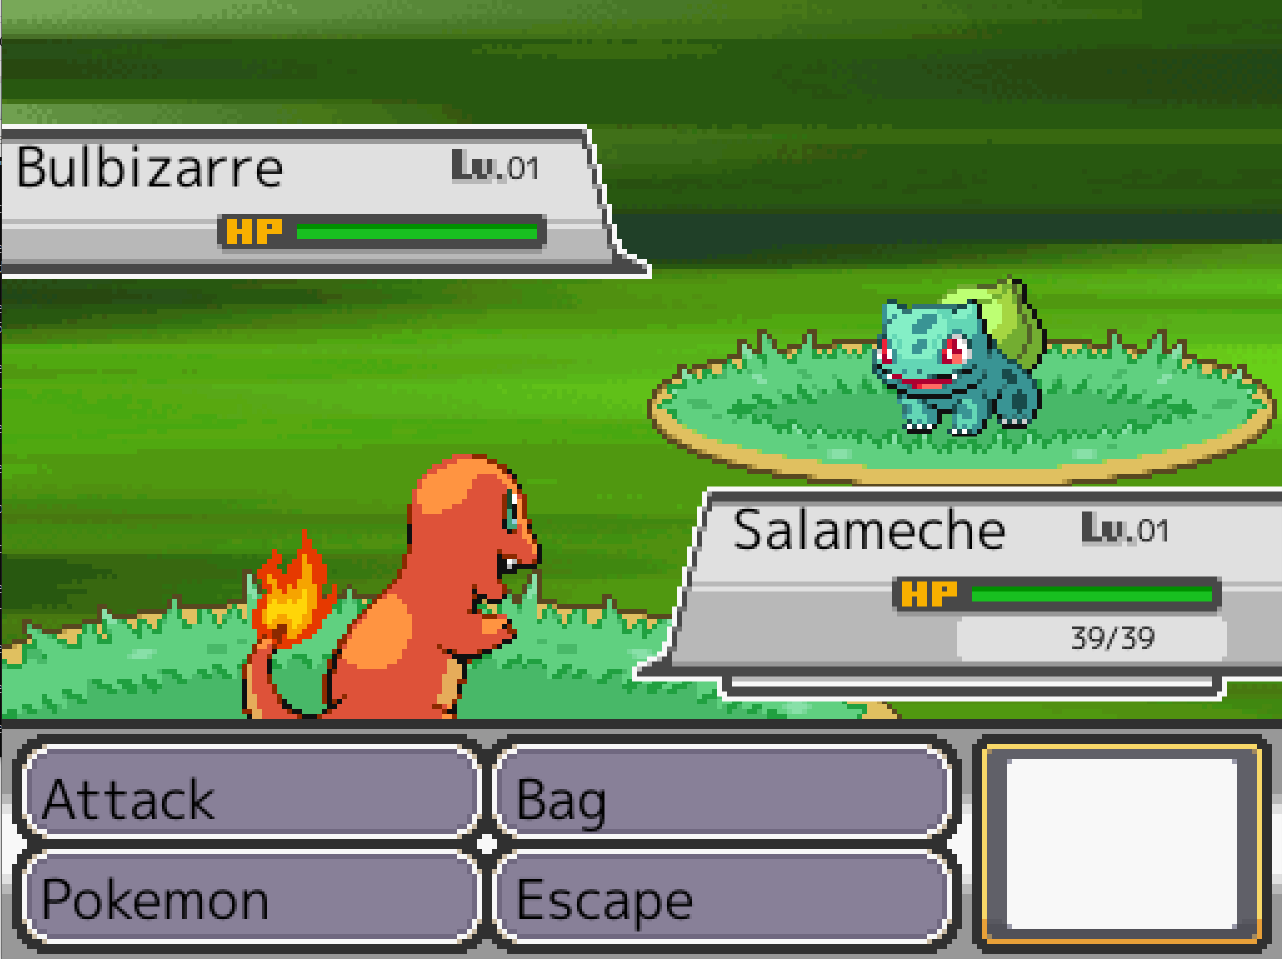 Bulbizarre Lv.01
HP
Salameche Lv.01
HP
39/39
Attack Bag
Pokemon Escape